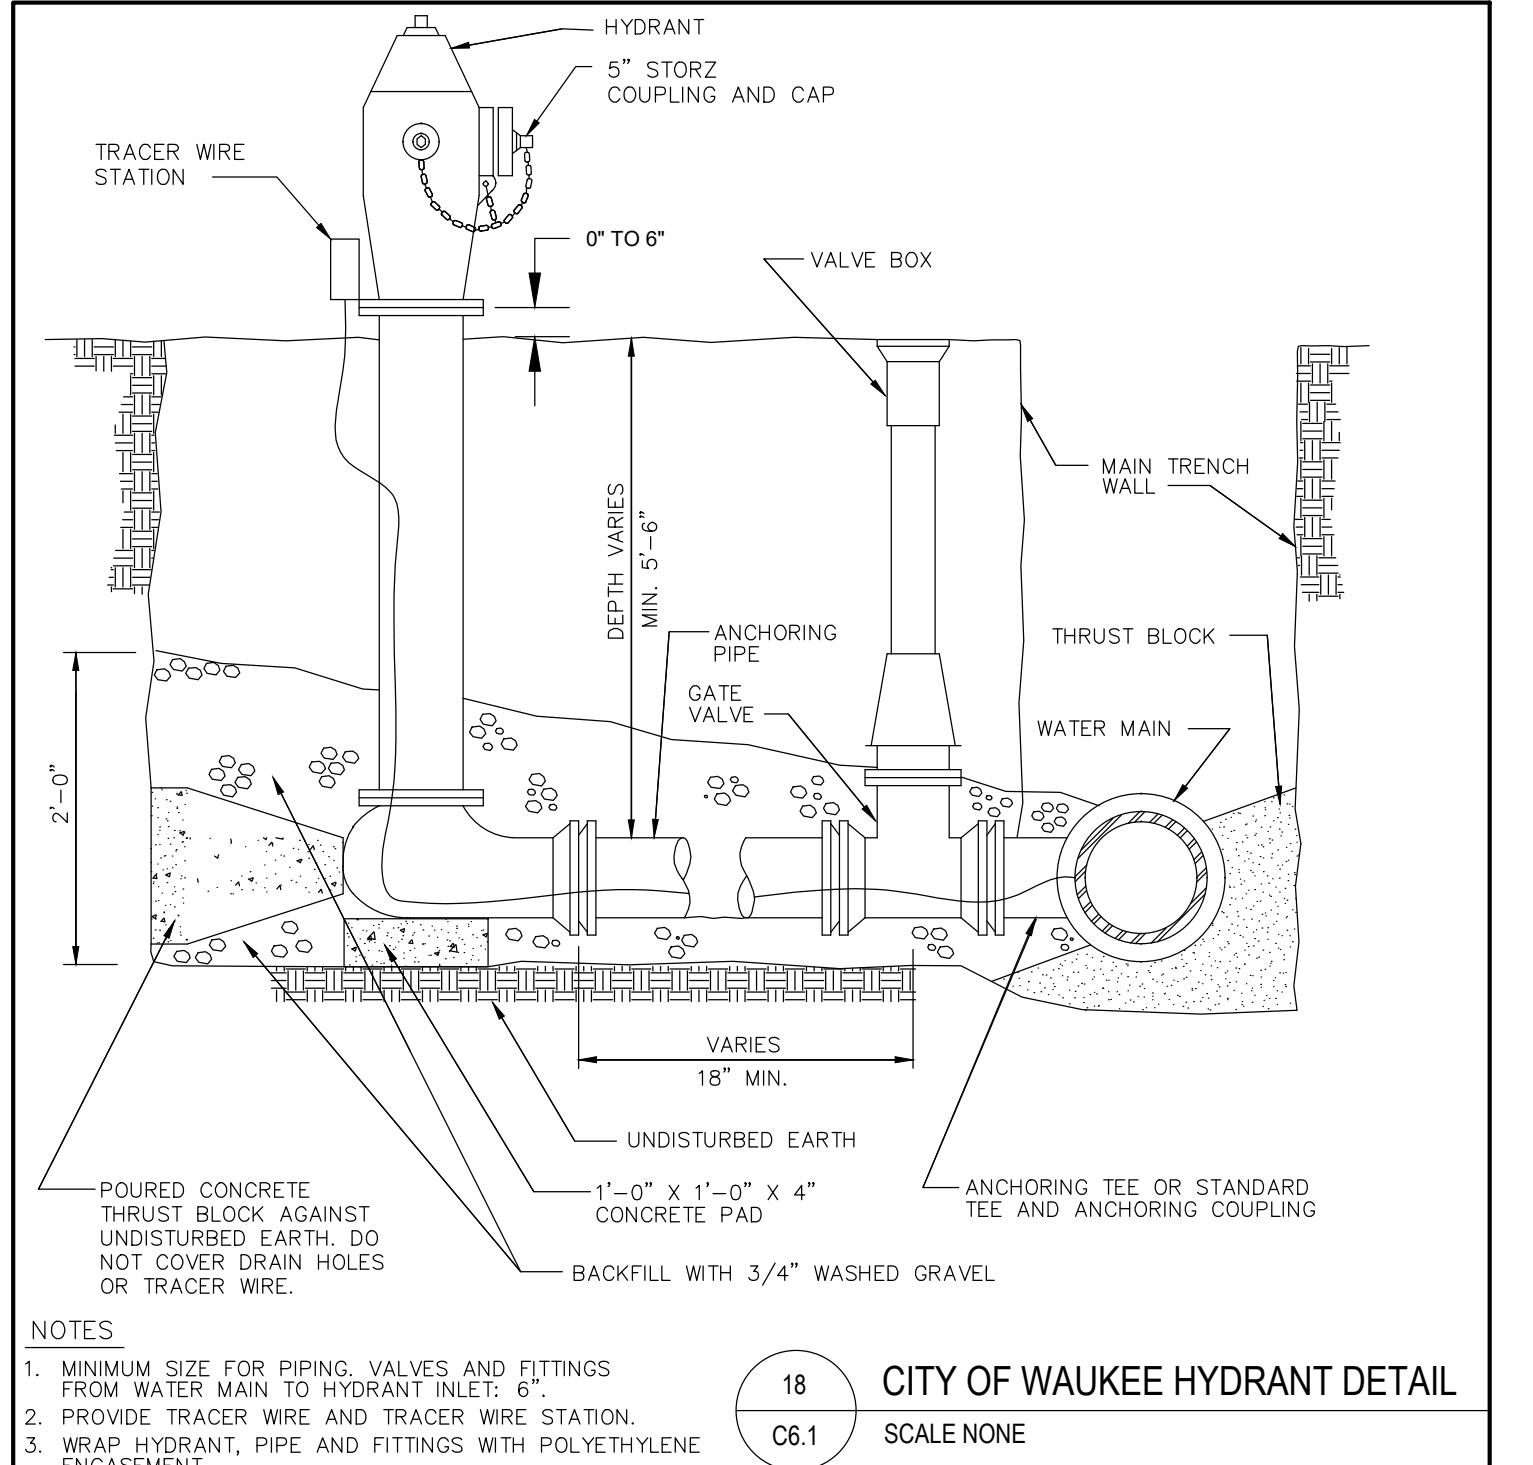 HYDRANT
5” STORZ
COUPLING AND CAP
TRACER WIRE
STATION
0" TO 6"
VALVE BOX
MAIN TRENCH
WALL
DEPTH VARIES
MIN. 5’–6”
ANCHORING
PIPE
THRUST BLOCK
GATE
VALVE
WATER MAIN
2’–0”
VARIES
18” MIN.
UNDISTURBED EARTH
1’–0” X 1’–0” X 4”
CONCRETE PAD
POURED CONCRETE
THRUST BLOCK AGAINST
UNDISTURBED EARTH. DO
NOT COVER DRAIN HOLES
OR TRACER WIRE.
ANCHORING TEE OR STANDARD
TEE AND ANCHORING COUPLING
BACKFILL WITH 3/4” WASHED GRAVEL
NOTES
1. MINIMUM SIZE FOR PIPING. VALVES AND FITTINGS
FROM WATER MAIN TO HYDRANT INLET: 6”.
2. PROVIDE TRACER WIRE AND TRACER WIRE STATION.
3. WRAP HYDRANT, PIPE AND FITTINGS WITH POLYETHYLENE
ENCASEMENT
18
C6.1
CITY OF WAUKEE HYDRANT DETAIL
SCALE NONE